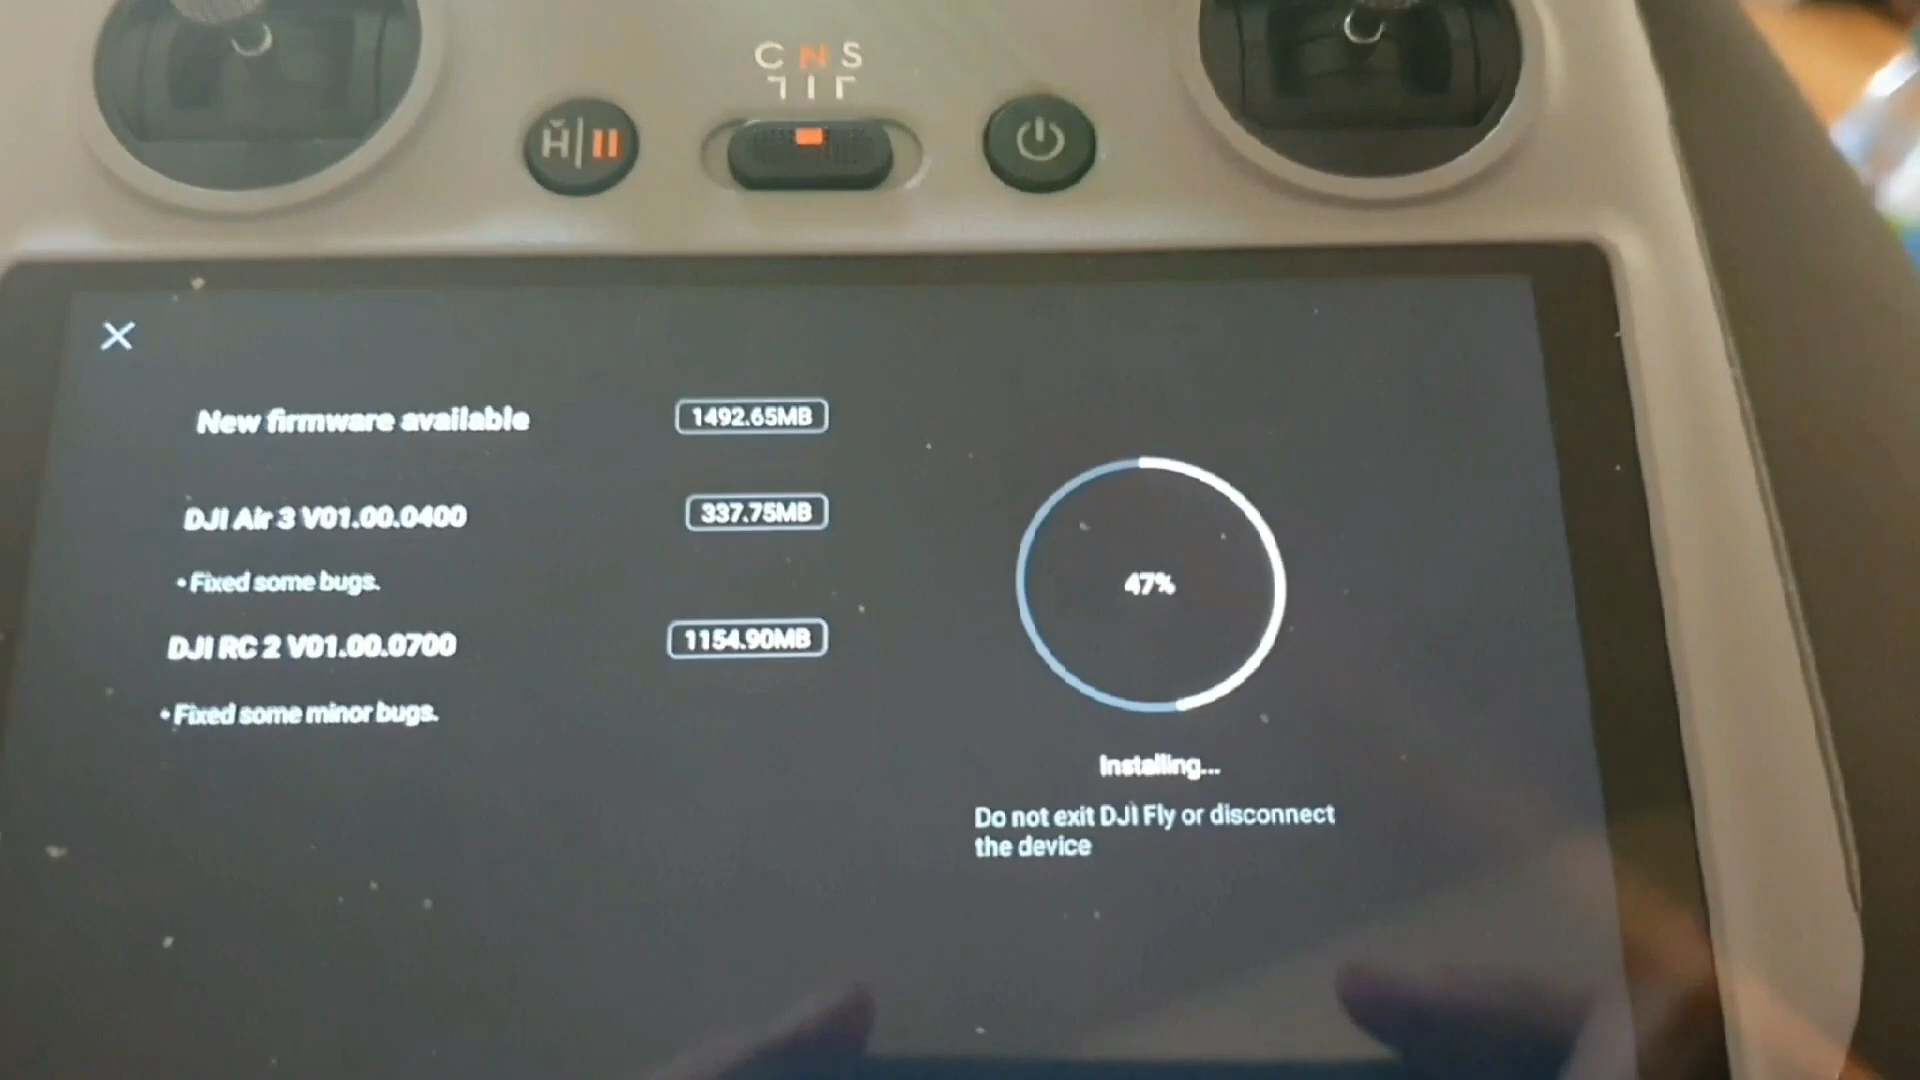 C N S
H
New firmware available 1492.65MB
DJI Air 3 V01.00.0400 337.75MB
• Fixed some bugs.
DJI RC 2 V01.00.0700 1154.90MB
• Fixed some minor bugs.
47%
Installing...
Do not exit DJI Fly or disconnect
the device